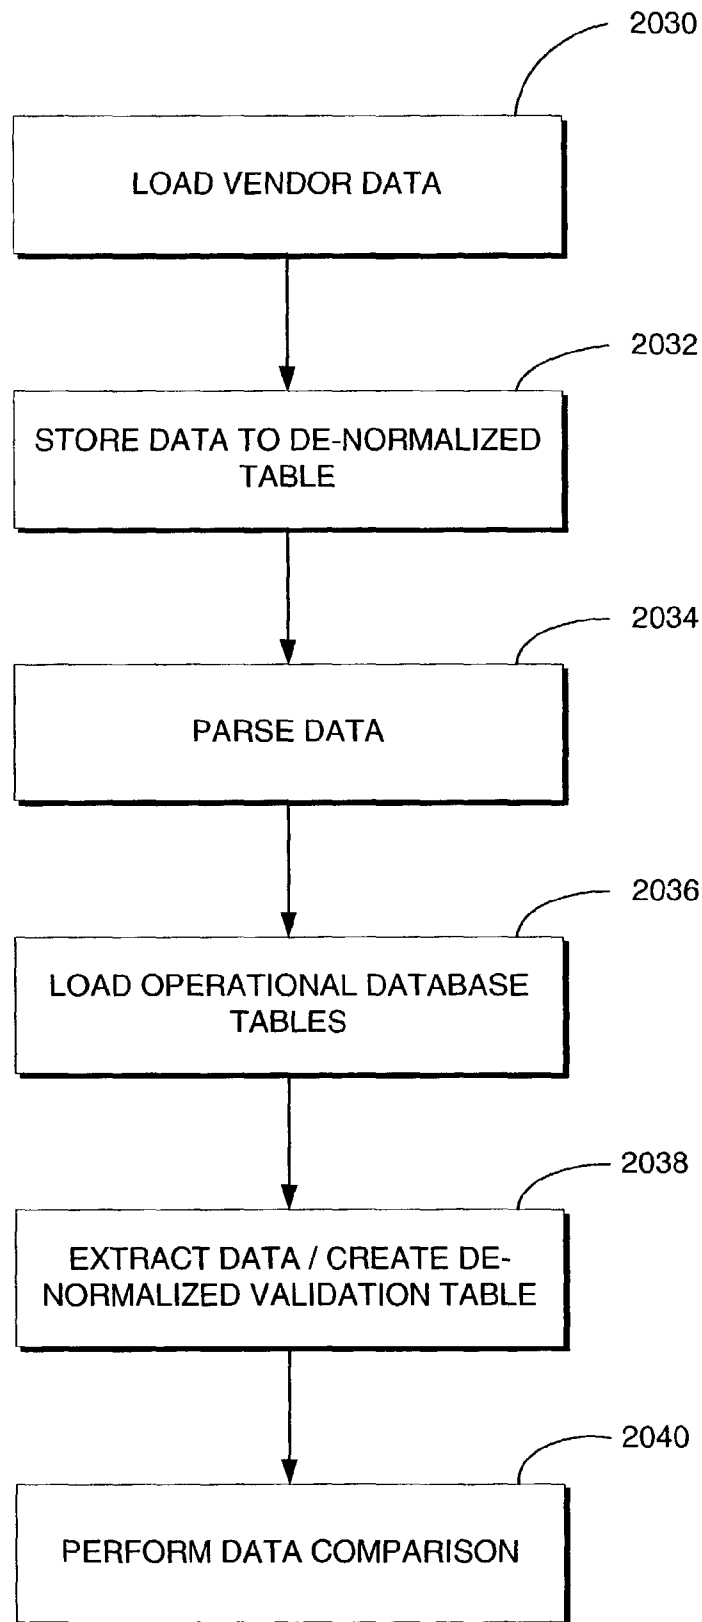 2030
LOAD VENDOR DATA
2032
STORE DATA TO DE-NORMALIZED
TABLE
2034
PARSE DATA
2036
LOAD OPERATIONAL DATABASE
TABLES
2038
EXTRACT DATA / CREATE DE-
NORMALIZED VALIDATION TABLE
2040
PERFORM DATA COMPARISON